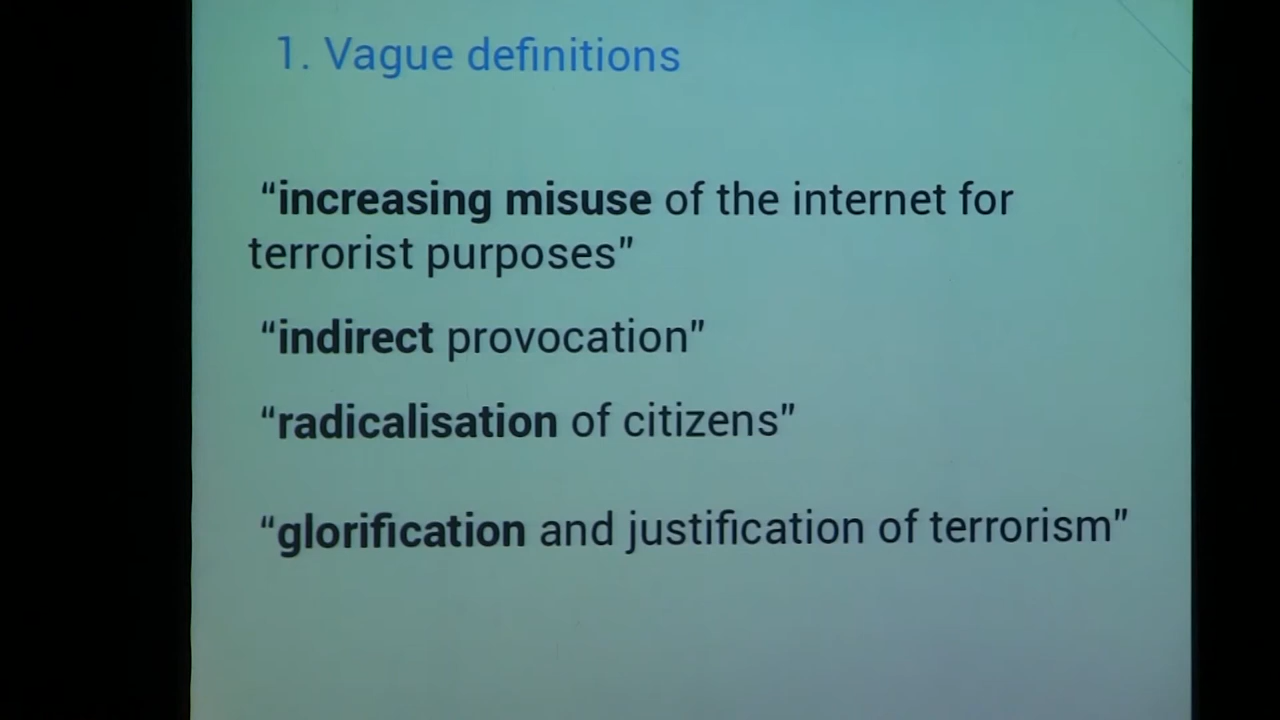 1. Vague definitions
“increasing misuse of the internet for
terrorist purposes”
“indirect provocation”
“radicalisation of citizens”
“glorification and justification of terrorism”